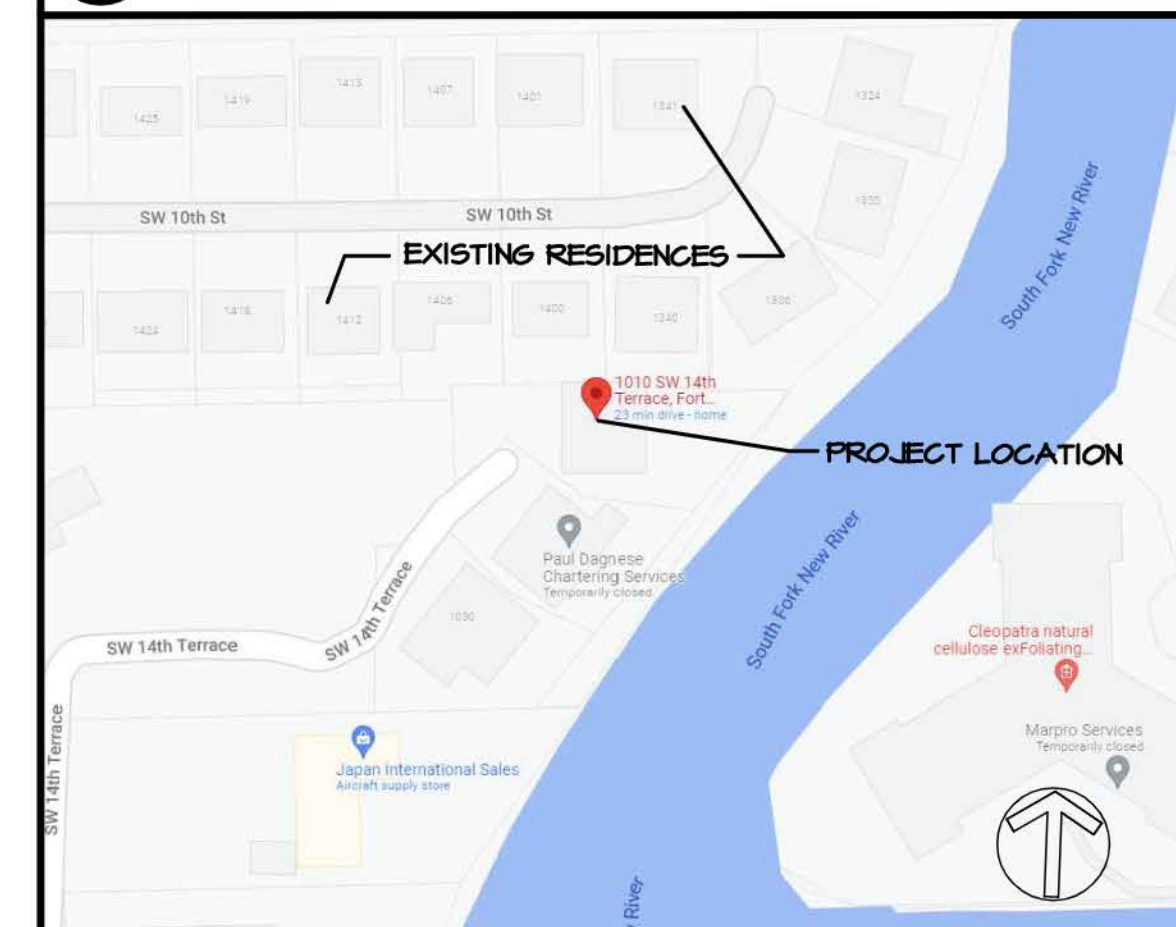 1413
1407
1401
1341
1324
1419
1425
1330
SW 10th St
SW 10th St
South Fork New River
EXISTING RESIDENCES
1406
1400
1336
1418
1412
1340
1424
1010 SW 14th
Terrace, Fort...
23 min drive - home
PROJECT LOCATION
South Fork New River
Paul Dagnese
Chartering Services
Temporarily closed
SW 14th Terrace
1030
SW 14th Terrace
Cleopatra natural
cellulose exFoliating...
SW 14th Terrace
Marpro Services
Temporarily closed
Japan International Sales
Aircraft supply store
River